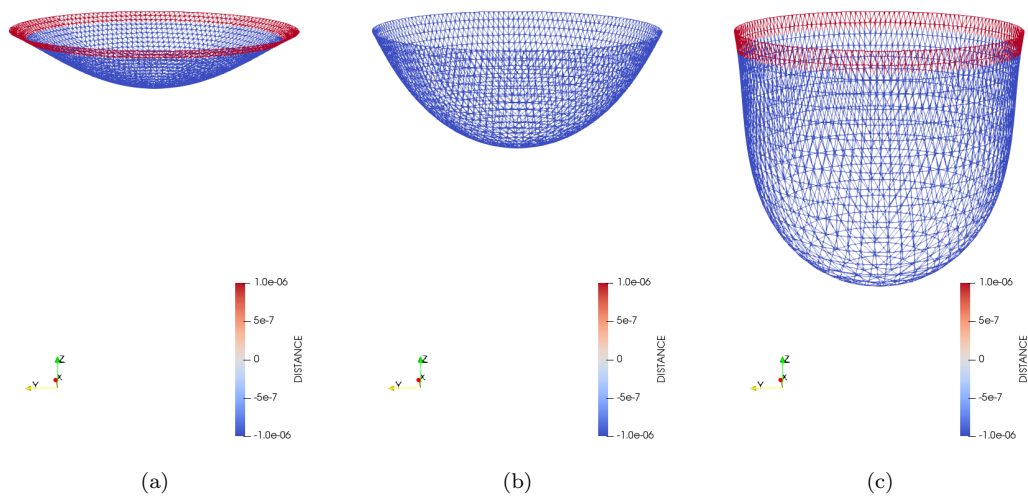 1.0e-06
5e-7
0
-5e-7
-1.0e-06
DISTANCE
Z
Y
X
(a)
1.0e-06
5e-7
0
-5e-7
-1.0e-06
DISTANCE
Z
Y
X
(b)
1.0e-06
5e-7
0
-5e-7
-1.0e-06
DISTANCE
Z
Y
X
(c)